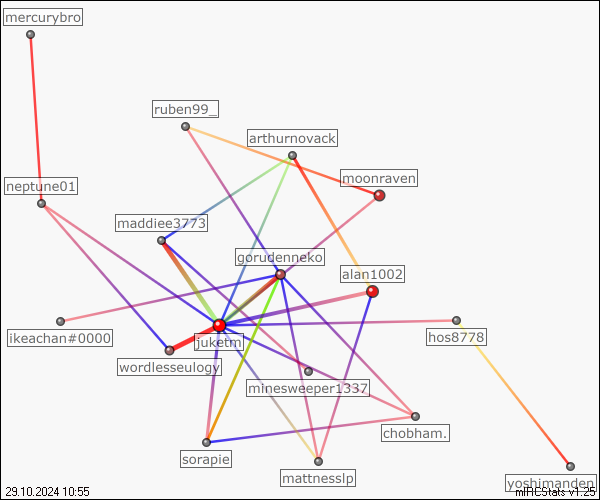 mercurybro
ruben99_
arthurnovack
moonraven
neptune01
maddiee3773
gorudenneko
alan1002
ikeachan#0000
juketm
hos8778
wordlesseulogy
minesweeper1337
chobham.
sorapie
mattnesslp
yoshimanden
29.10.2024 10:55
mIRCStats v1.25